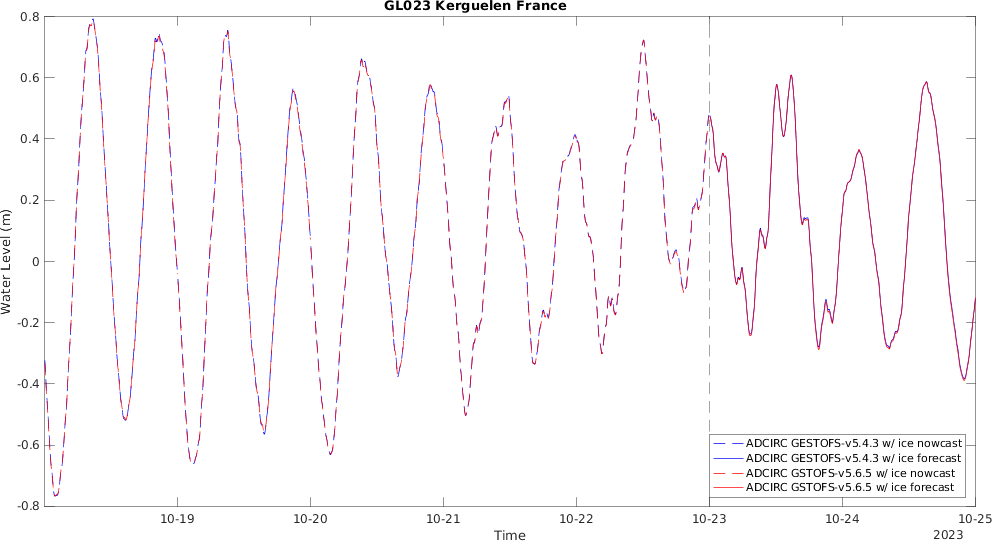 GL023 Kerguelen France
0.8
0.6
0.4
0.2
0
-0.2
-0.4
-0.6
-0.8
Water Level (m)
10-19
10-20
10-21
10-22
10-23
10-24
10-25
Time
2023
ADCIRC GESTOFS-v5.4.3 w/ ice nowcast
ADCIRC GESTOFS-v5.4.3 w/ ice forecast
ADCIRC GSTOFS-v5.6.5 w/ ice nowcast
ADCIRC GSTOFS-v5.6.5 w/ ice forecast